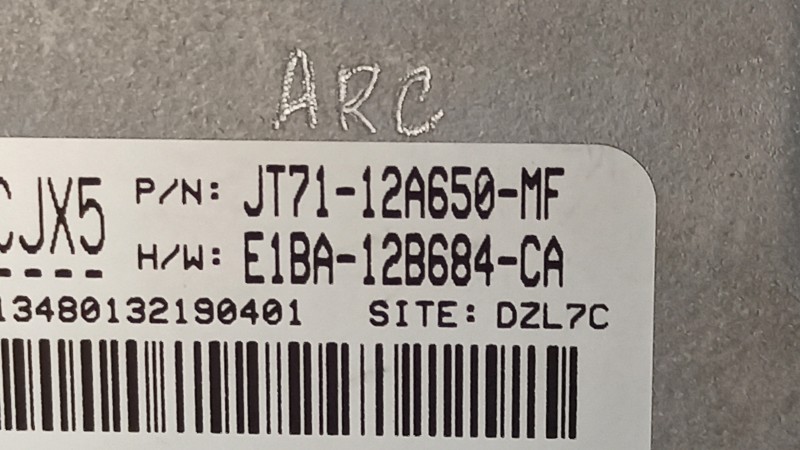 ARC
CJX5 P/N: JT71-12A650-MF
H/W: E1BA-12B684-CA
13480132190401 SITE: DZL7C